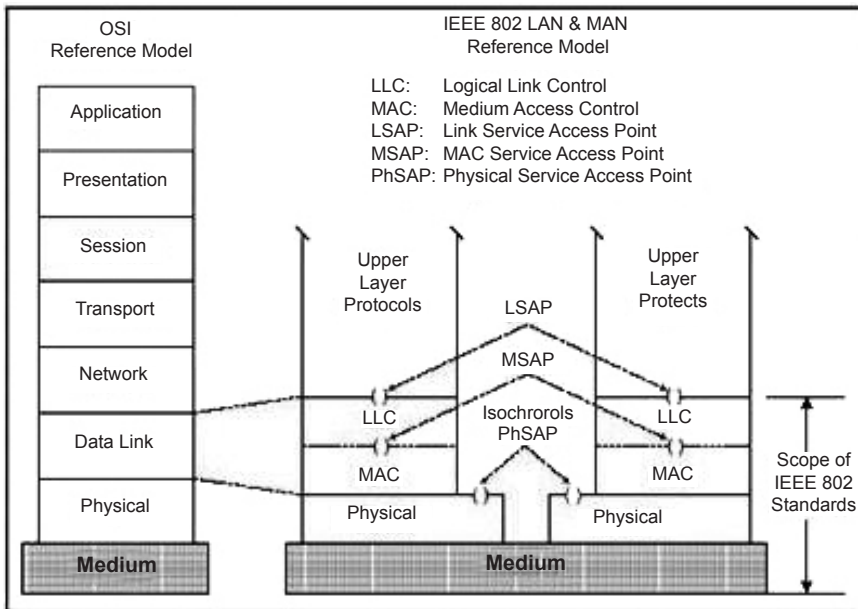 OSI
Reference Model
Application
Presentation
Session
Transport
Network
Data Link
Physical
Medium
IEEE 802 LAN & MAN
Reference Model
LLC: Logical Link Control
MAC: Medium Access Control
LSAP: Link Service Access Point
MSAP: MAC Service Access Point
PhSAP: Physical Service Access Point
Upper
Layer
Protocols
LSAP
MSAP
Isochrorols
PhSAP
Upper
Layer
Protects
LLC
LLC
MAC
MAC
Physical
Physical
Medium
Scope of
IEEE 802
Standards